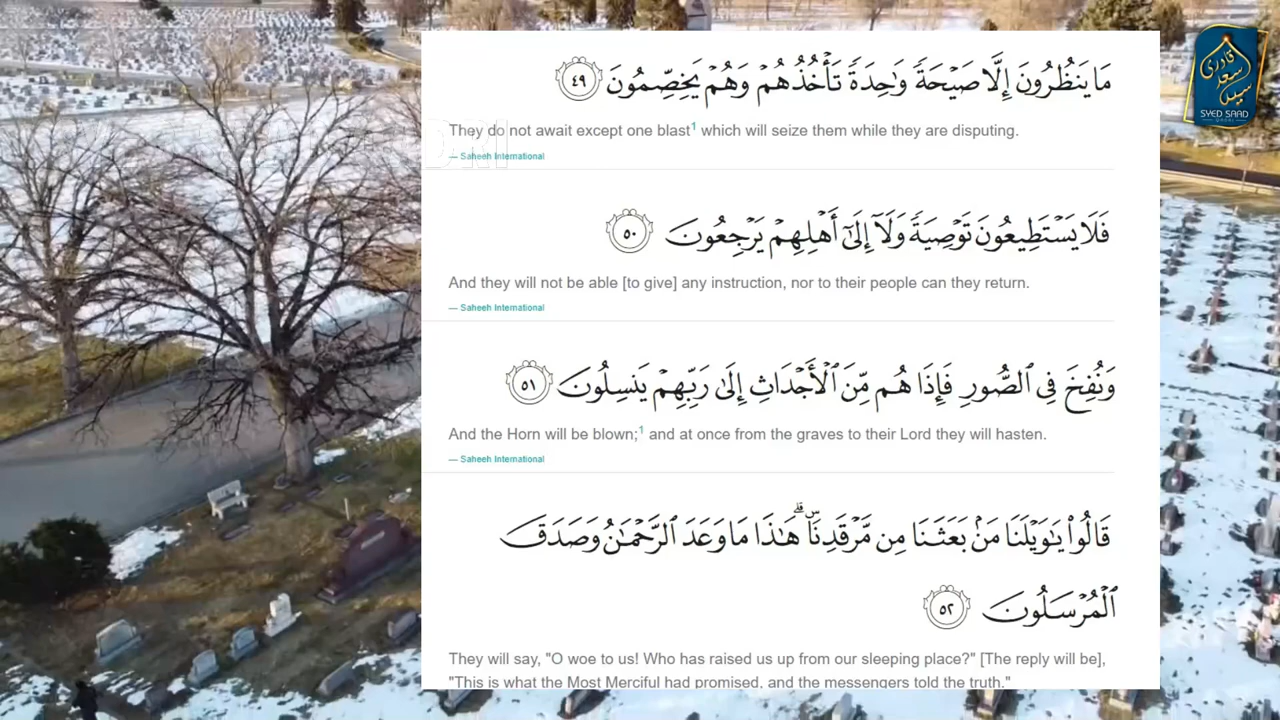 مَا يَنظُرُونَ إِلَّا صَيْحَةً وَٰحِدَةً تَأْخُذُهُمْ وَهُمْ يَخِصِّمُونَ ٤٩
They do not await except one blast1 which will seize them while they are disputing.
— Saheeh International
فَلَا يَسْتَطِيعُونَ تَوْصِيَةً وَلَآ إِلَىٰٓ أَهْلِهِمْ يَرْجِعُونَ ٥٠
And they will not be able [to give] any instruction, nor to their people can they return.
— Saheeh International
وَنُفِخَ فِى ٱلصُّورِ فَإِذَا هُم مِّنَ ٱلْأَجْدَاثِ إِلَىٰ رَبِّهِمْ يَنسِلُونَ ٥١
And the Horn will be blown;1 and at once from the graves to their Lord they will hasten.
— Saheeh International
قَالُوا۟ يَـٰوَيْلَنَا مَنۢ بَعَثَنَا مِن مَّرْقَدِنَا ۜ ۗ هَـٰذَا مَا وَعَدَ ٱلرَّحْمَـٰنُ وَصَدَقَ
ٱلْمُرْسَلُونَ ٥٢
They will say, "O woe to us! Who has raised us up from our sleeping place?" [The reply will be],
"This is what the Most Merciful had promised, and the messengers told the truth."
سید سعد قادری
SYED SAAD
QADRI